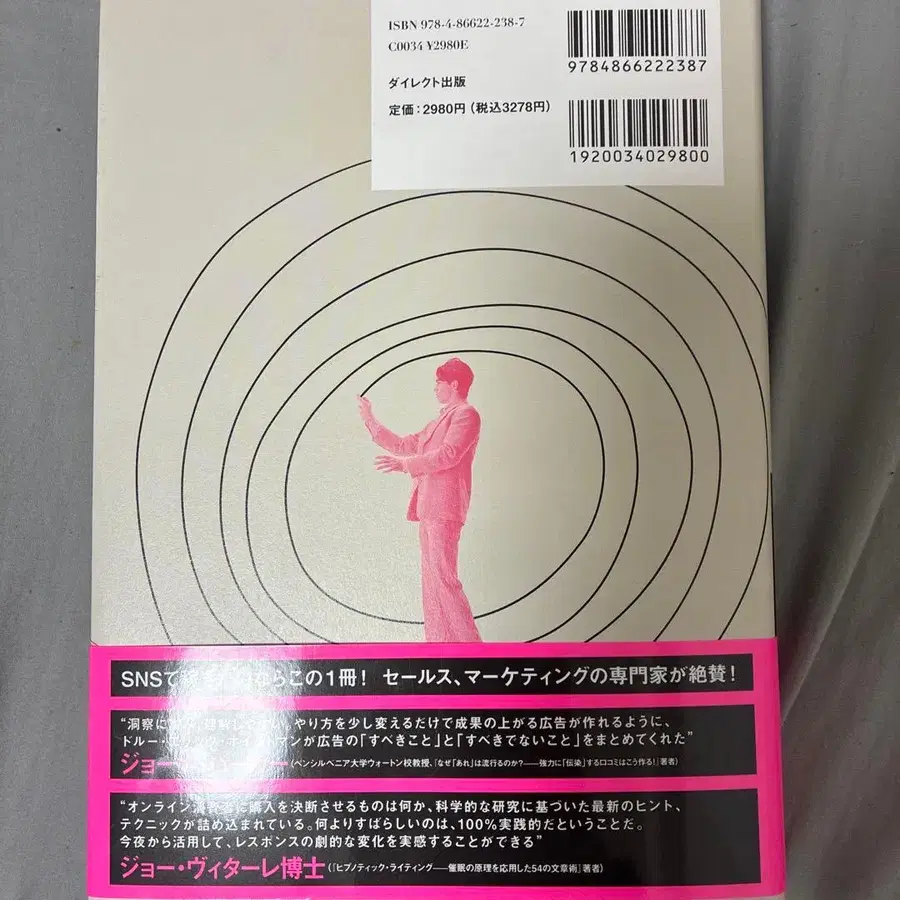 ISBN 978-4-86622-238-7
C0034 ¥2980E
ダイレクト出版
定価：2980円（税込3278円）
9784866222387
1920034029800
SNSで らこの1冊！ セールス、マーケティングの専門家が絶賛！
“洞察に やり方を少し変えるだけで成果の上がる広告が作れるように、
ドルー・エリック・ホイットマンが広告の「すべきこと」と「すべきでないこと」をまとめてくれた”
ジョー （ペンシルベニア大学ウォートン校教授、『なぜ「あれ」は流行るのか?――強力に「伝染」する口コミはこう作る!』著者）
“オンライン消費者に購入を決断させるものは何か、科学的な研究に基づいた最新のヒント、
テクニックが詰め込まれている。何よりすばらしいのは、100%実践的だということだ。
今夜から活用して、レスポンスの劇的な変化を実感することができる”
ジョー・ヴィターレ博士（『ヒプノティック・ライティング――催眠の原理を応用した54の文章術』著者）